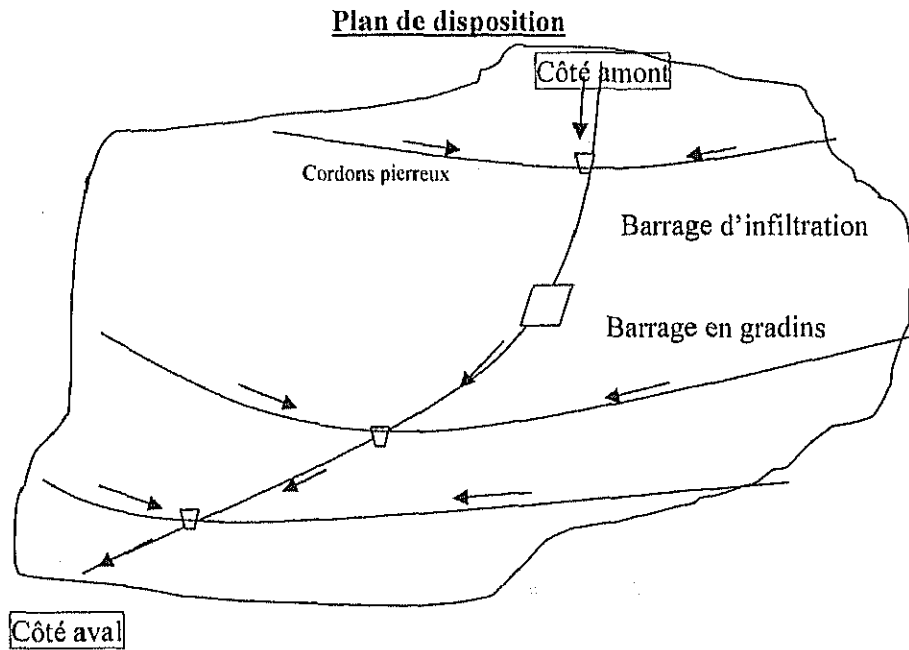 Plan de disposition
Côté amont
Cordons pierreux
Barrage d'infiltration
Barrage en gradins
Côté aval